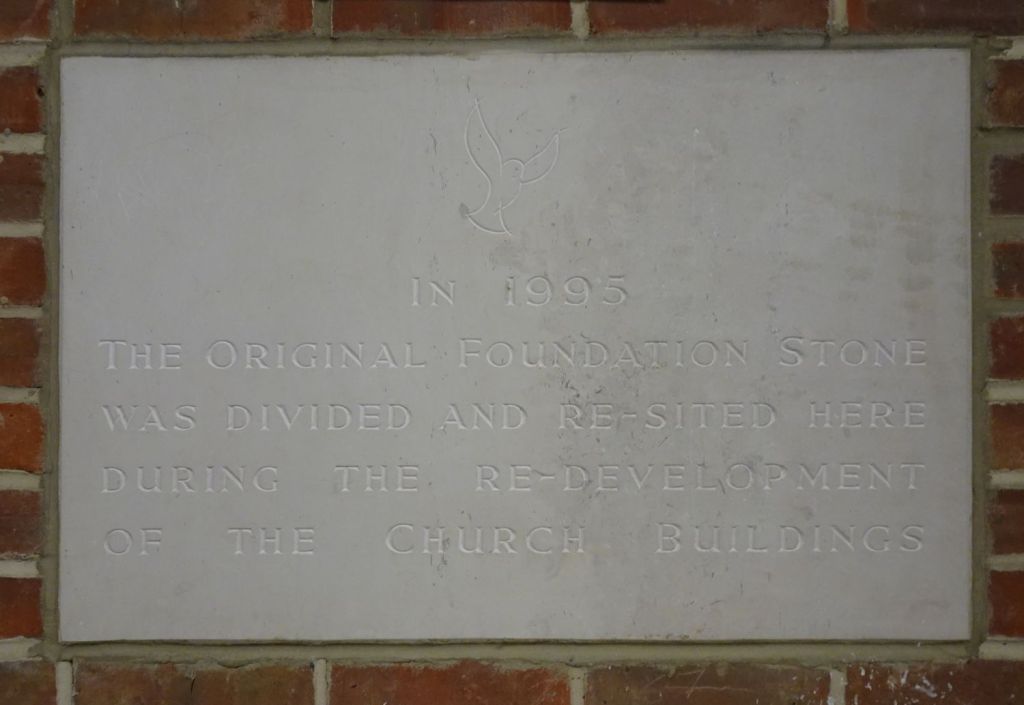 IN 1995
THE ORIGINAL FOUNDATION STONE
WAS DIVIDED AND RE-SITED HERE
DURING THE RE-DEVELOPMENT
OF THE CHURCH BUILDINGS